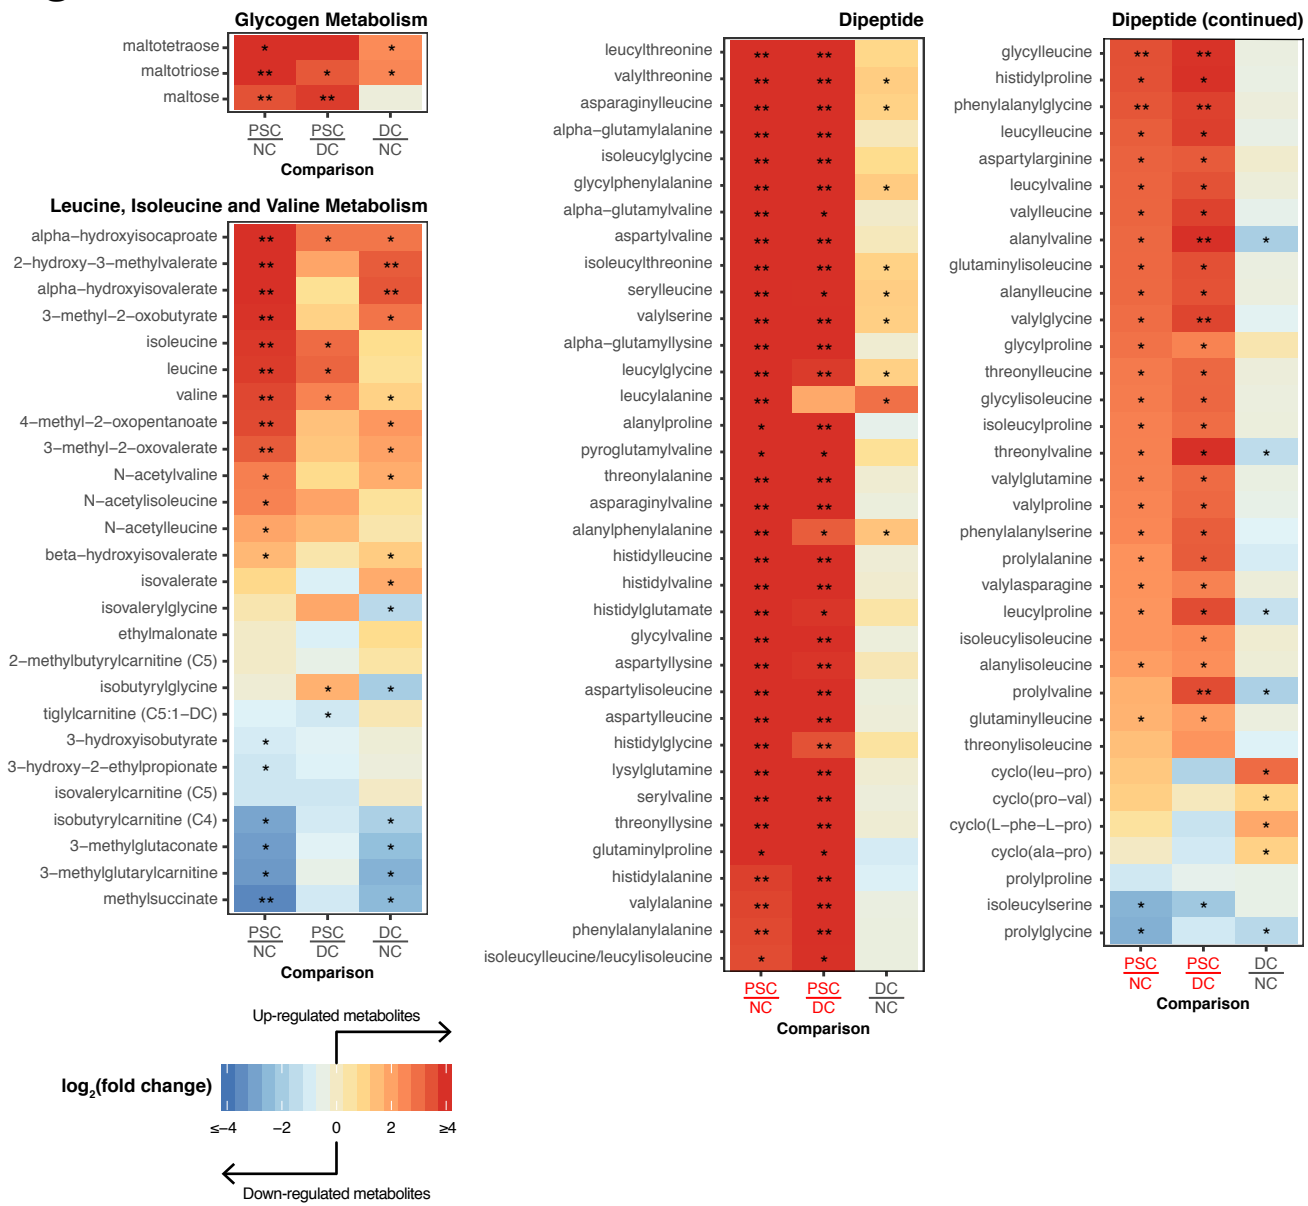 Glycogen Metabolism
maltotetraose * *
maltotriose ** * *
maltose ** **
PSC PSC DC
NC DC NC
Comparison
Leucine, Isoleucine and Valine Metabolism
alpha−hydroxyisocaproate ** * *
2−hydroxy−3−methylvalerate ** **
alpha−hydroxyisovalerate ** **
3−methyl−2−oxobutyrate ** *
isoleucine ** *
leucine ** *
valine ** * *
4−methyl−2−oxopentanoate ** *
3−methyl−2−oxovalerate ** *
N−acetylvaline * *
N−acetylisoleucine *
N−acetylleucine *
beta−hydroxyisovalerate * *
isovalerate *
isovalerylglycine *
ethylmalonate
2−methylbutyrylcarnitine (C5)
isobutyrylglycine * *
tiglylcarnitine (C5:1−DC) *
3−hydroxyisobutyrate *
3−hydroxy−2−ethylpropionate *
isovalerylcarnitine (C5)
isobutyrylcarnitine (C4) * *
3−methylglutaconate * *
3−methylglutarylcarnitine * *
methylsuccinate ** *
PSC PSC DC
NC DC NC
Comparison
Up-regulated metabolites
log2(fold change)
≤−4 −2 0 2 ≥4
Down-regulated metabolites
Dipeptide
leucylthreonine ** **
valylthreonine ** ** *
asparaginylleucine ** ** *
alpha−glutamylalanine ** **
isoleucylglycine ** **
glycylphenylalanine ** ** *
alpha−glutamylvaline ** *
aspartylvaline ** **
isoleucylthreonine ** ** *
serylleucine ** * *
valylserine ** ** *
alpha−glutamyllysine ** **
leucylglycine ** ** *
leucylalanine ** *
alanylproline * **
pyroglutamylvaline * *
threonylalanine ** **
asparaginylvaline ** **
alanylphenylalanine ** * *
histidylleucine ** **
histidylvaline ** **
histidylglutamate ** *
glycylvaline ** **
aspartyllysine ** **
aspartylisoleucine ** **
aspartylleucine ** **
histidylglycine ** **
lysylglutamine ** **
serylvaline ** **
threonyllysine ** **
glutaminylproline * *
histidylalanine ** **
valylalanine ** **
phenylalanylalanine ** **
isoleucylleucine/leucylisoleucine * *
PSC PSC DC
NC DC NC
Comparison
Dipeptide (continued)
glycylleucine ** **
histidylproline * *
phenylalanylglycine ** **
leucylleucine * *
aspartylarginine * *
leucylvaline * *
valylleucine * *
alanylvaline * ** *
glutaminylisoleucine * *
alanylleucine * *
valylglycine * **
glycylproline * *
threonylleucine * *
glycylisoleucine * *
isoleucylproline * *
threonylvaline * * *
valylglutamine * *
valylproline * *
phenylalanylserine * *
prolylalanine * *
valylasparagine * *
leucylproline * * *
isoleucylisoleucine *
alanylisoleucine * *
prolylvaline ** *
glutaminylleucine * *
threonylisoleucine
cyclo(leu−pro) *
cyclo(pro−val) *
cyclo(L−phe−L−pro) *
cyclo(ala−pro) *
prolylproline
isoleucylserine * *
prolylglycine * *
PSC PSC DC
NC DC NC
Comparison